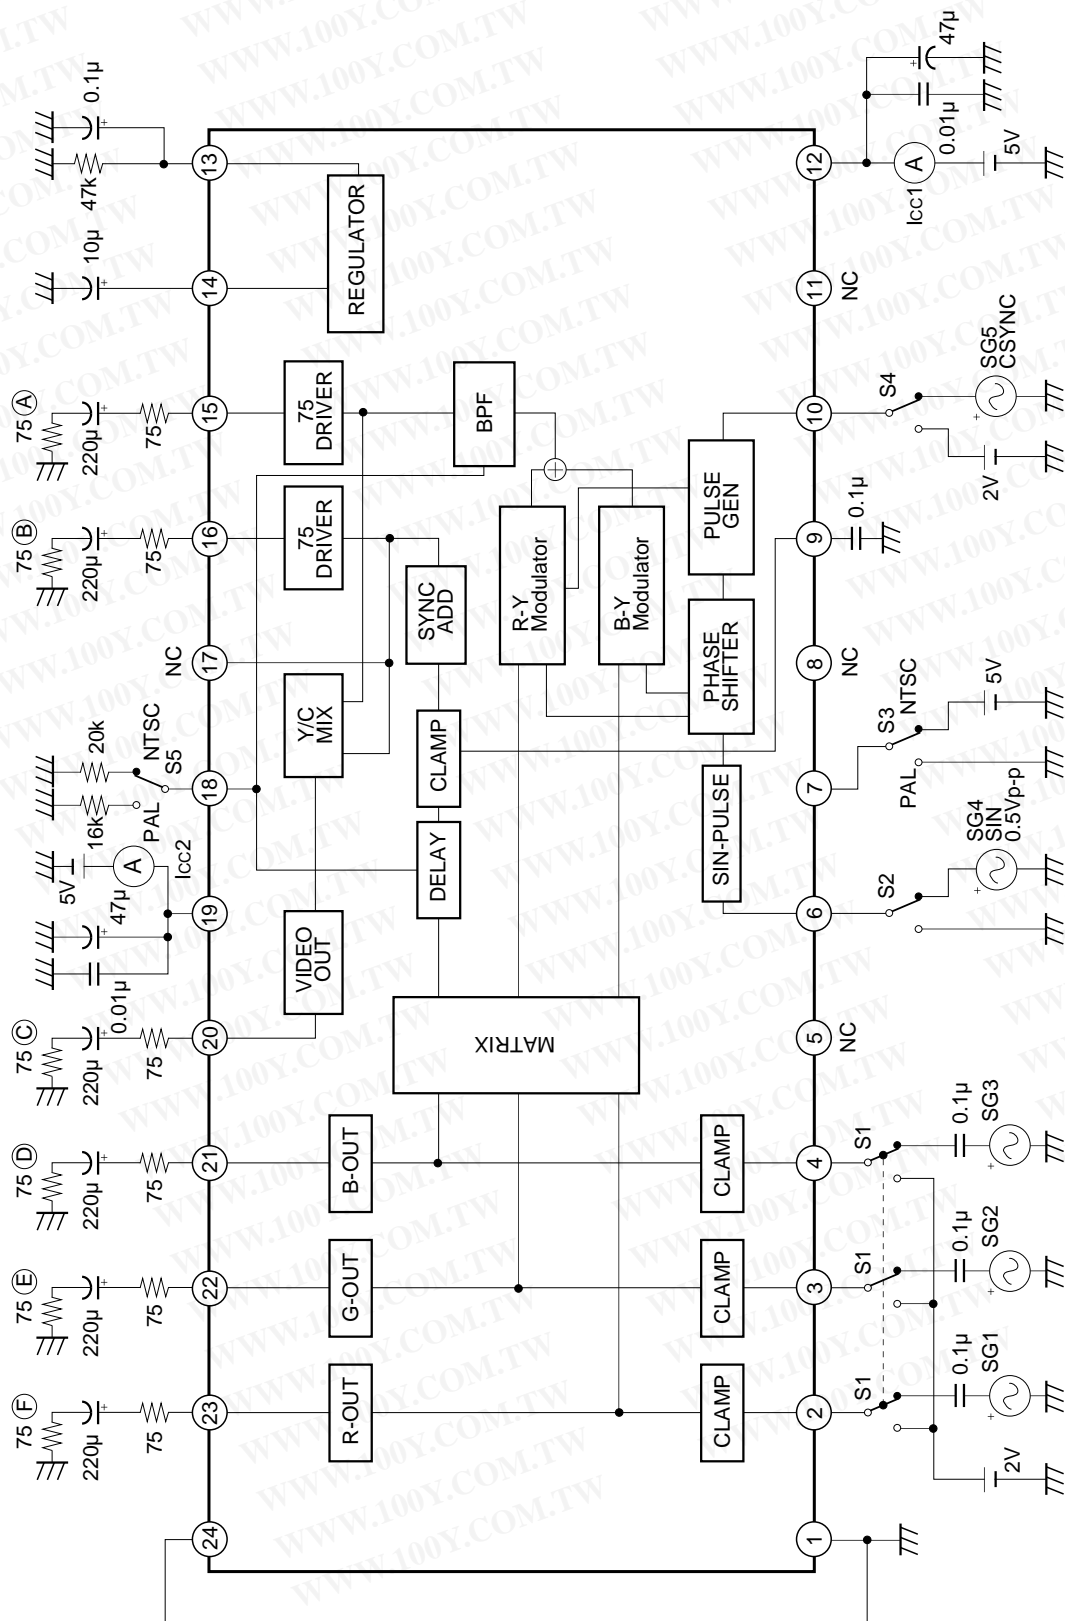 75 F
220µ
75
75 E
220µ
75
75 D
220µ
75
75 C
220µ
75
0.01µ
47µ
5V
A
Icc2
16k
20k
PAL
NTSC
S5
NC
75 B
220µ
75
75 A
220µ
75
10µ
47k
0.1µ
24
23
22
21
20
19
18
17
16
15
14
13
R-OUT
G-OUT
B-OUT
VIDEO
OUT
Y/C
MIX
75
DRIVER
75
DRIVER
REGULATOR
MATRIX
DELAY
CLAMP
SYNC
ADD
BPF
R-Y
Modulator
B-Y
Modulator
CLAMP
CLAMP
CLAMP
SIN-PULSE
PHASE
SHIFTER
PULSE
GEN
1
2
3
4
5
6
7
8
9
10
11
12
S1
S1
S1
NC
S2
PAL
S3
NTSC
NC
0.1µ
S4
NC
Icc1
A
0.01µ
47µ
2V
0.1µ
SG1
0.1µ
SG2
0.1µ
SG3
SG4
SIN
0.5Vp-p
5V
2V
SG5
CSYNC
5V
WWW.100Y.COM.TW